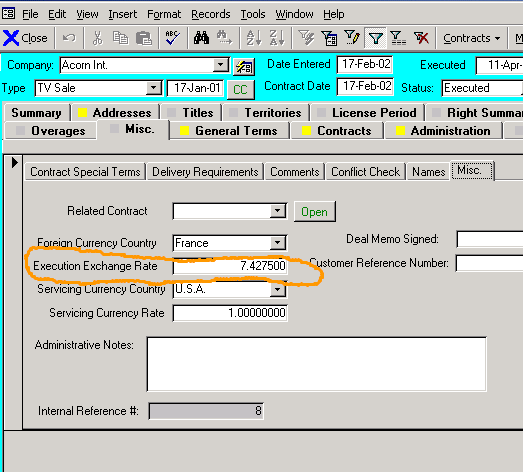 File Edit View Insert Format Records Tools Window Help
Close ABC Contracts
Company: Acorn Int. Date Entered 17-Feb-02 Executed 11-Apr-
Type TV Sale 17-Jan-01 CC Contract Date 17-Feb-02 Status: Executed
Summary Addresses Titles Territories License Period Right Summa
Overages Misc. General Terms Contracts Administration
Contract Special Terms Delivery Requirements Comments Conflict Check Names Misc.
Related Contract Open
Foreign Currency Country France Deal Memo Signed:
Execution Exchange Rate 7.427500 Customer Reference Number:
Servicing Currency Country U.S.A.
Servicing Currency Rate 1.00000000
Administrative Notes:
Internal Reference #: 8